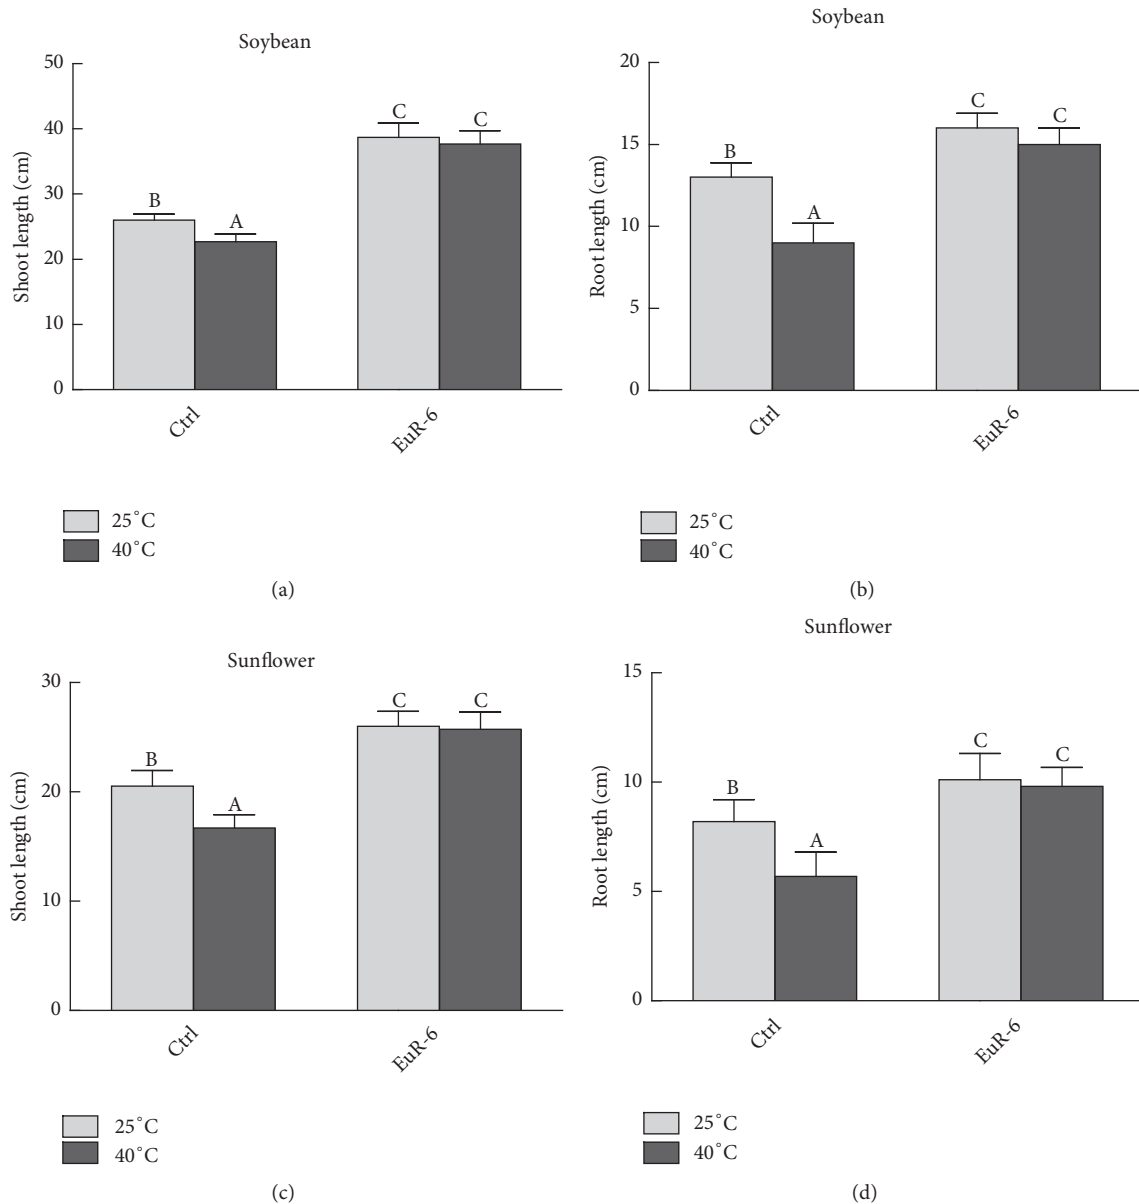 Soybean
50
40
30
20
10
0
Shoot length (cm)
B
A
C
C
Ctrl
EuR-6
25°C
40°C
(a)
Soybean
20
15
10
5
0
Root length (cm)
B
A
C
C
Ctrl
EuR-6
25°C
40°C
(b)
Sunflower
30
20
10
0
Shoot length (cm)
B
A
C
C
Ctrl
EuR-6
25°C
40°C
(c)
Sunflower
15
10
5
0
Root length (cm)
B
A
C
C
Ctrl
EuR-6
25°C
40°C
(d)